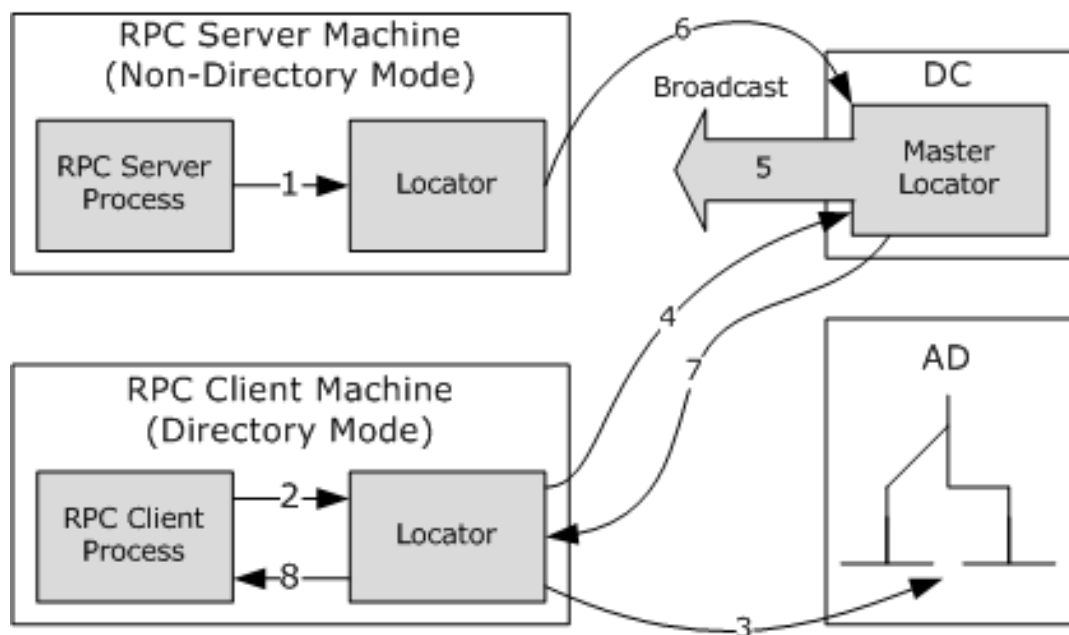 RPC Server Machine
(Non-Directory Mode)
RPC Server
Process
1
Locator
6
Broadcast
5
DC
Master
Locator
4
7
RPC Client Machine
(Directory Mode)
RPC Client
Process
2
8
Locator
3
AD